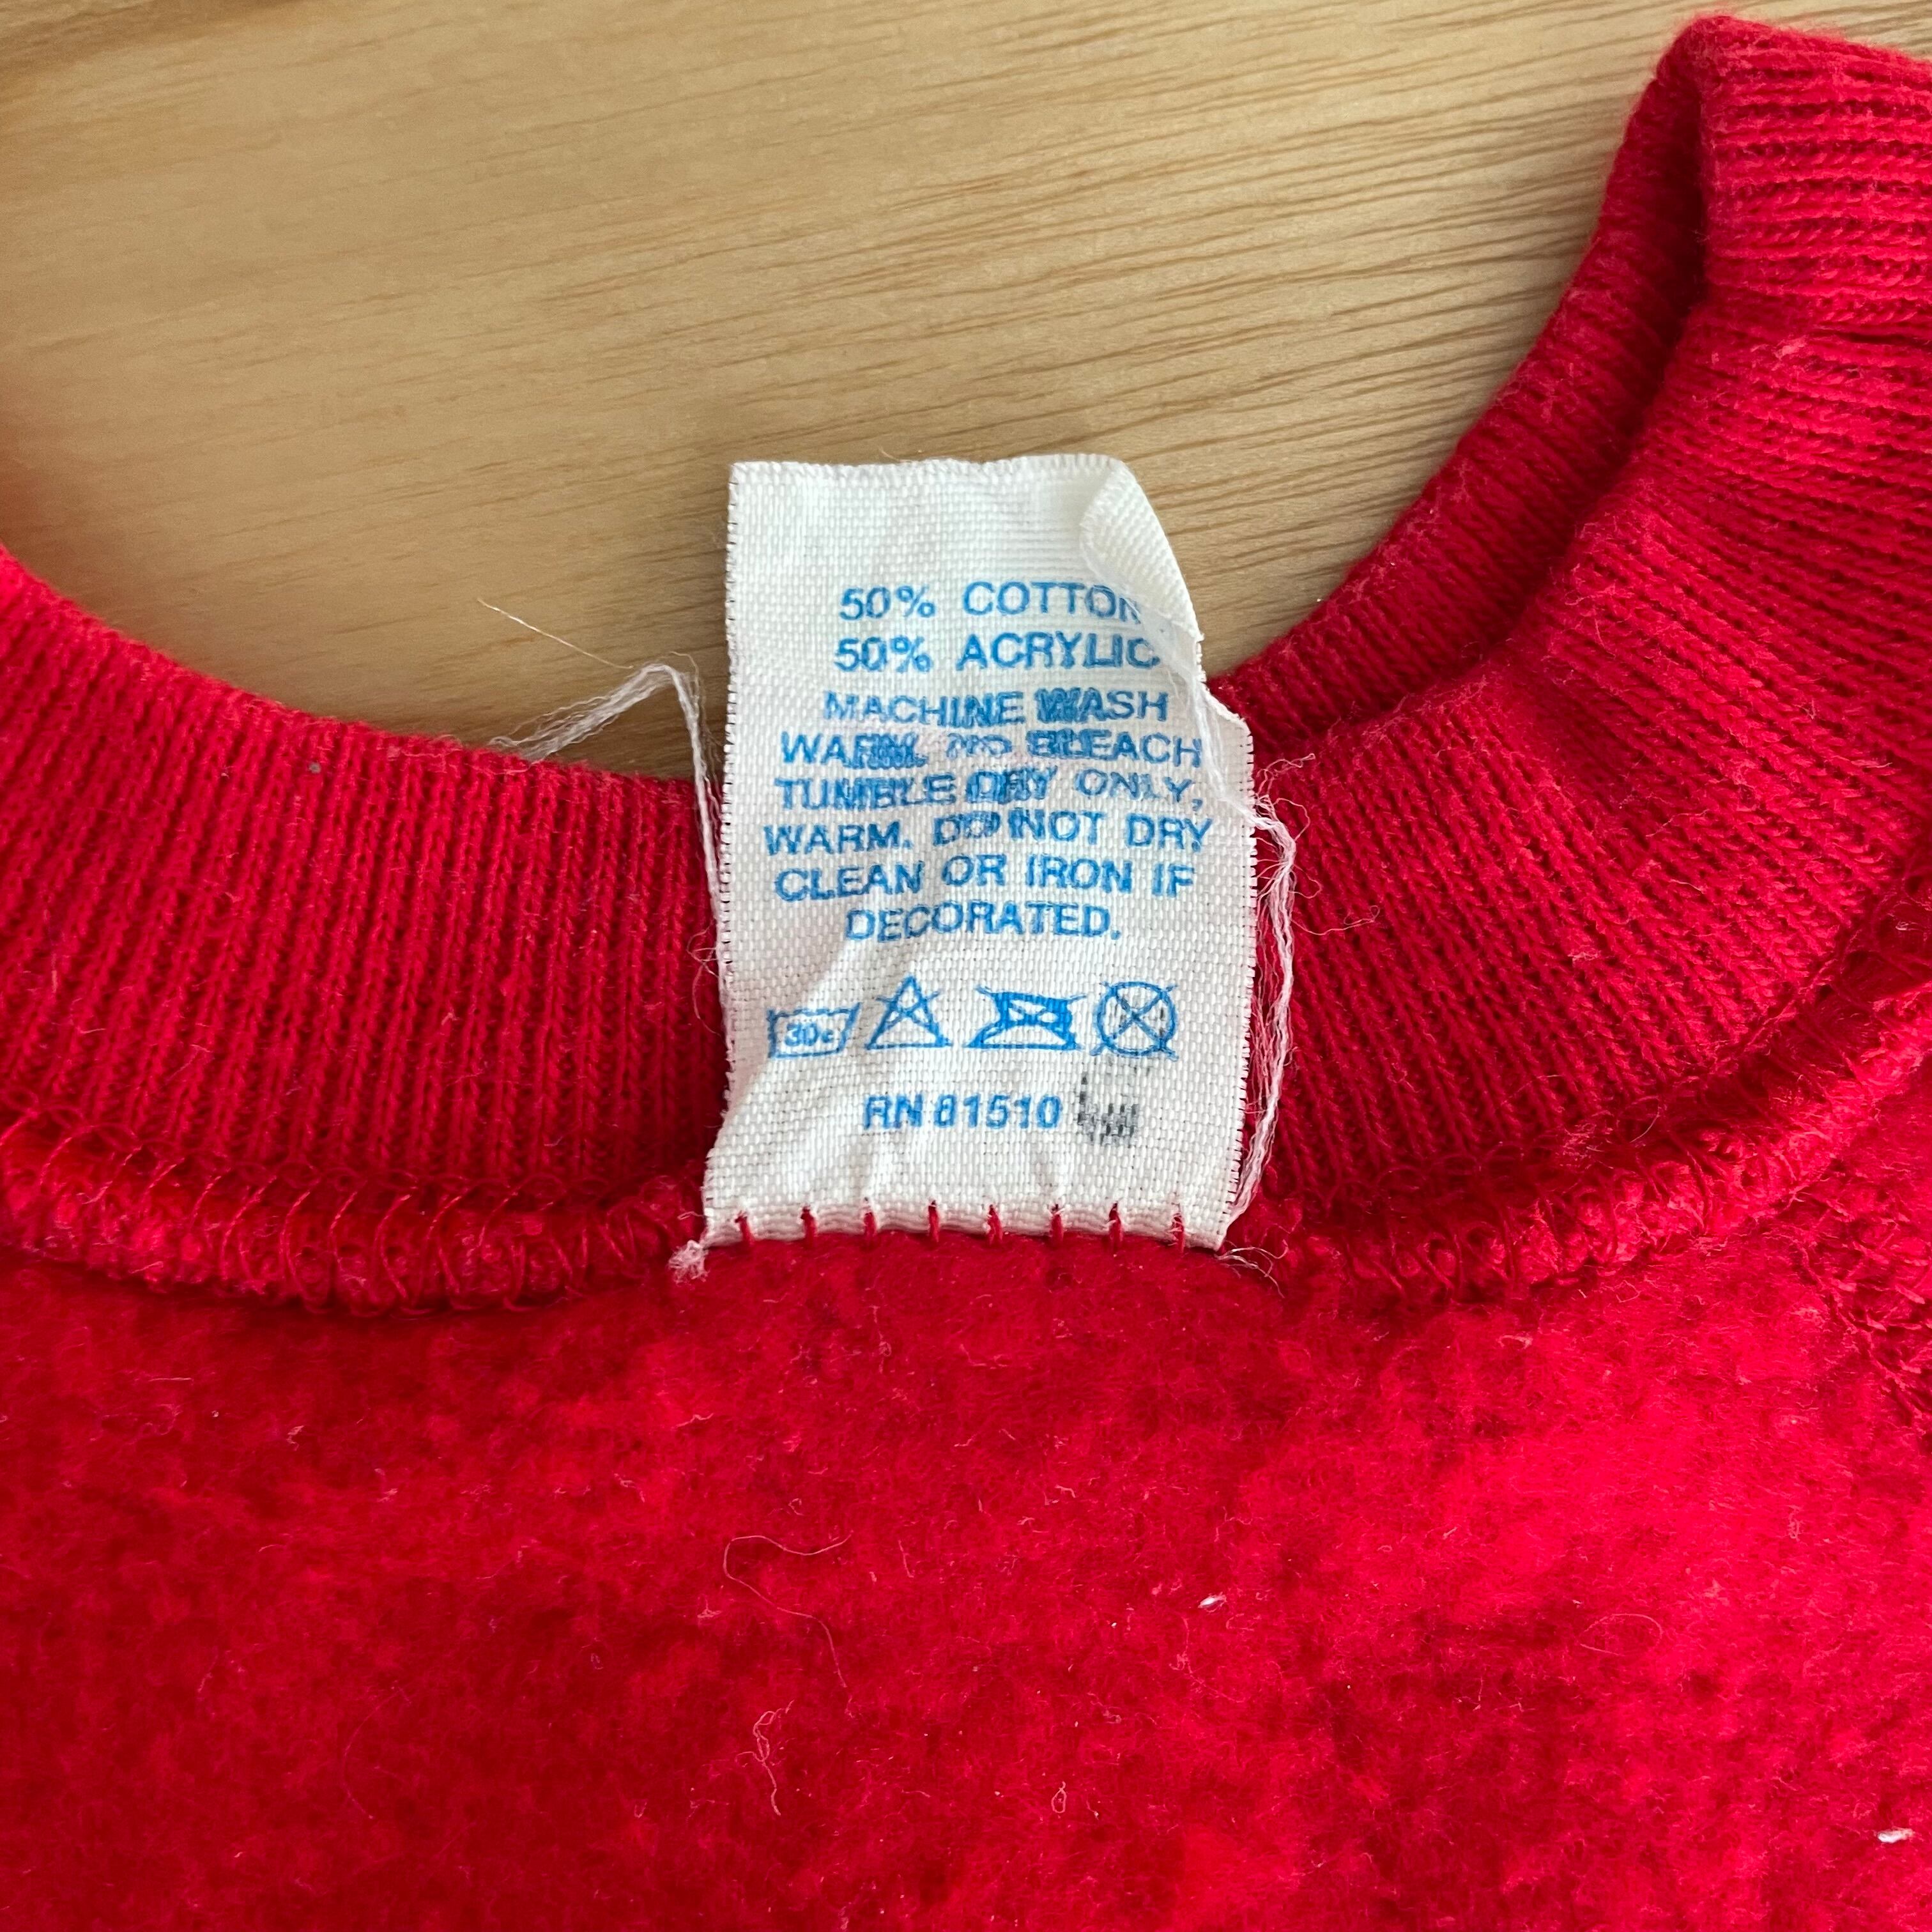 50% COTTON
50% ACRYLIC
MACHINE WASH
WARM. NO BLEACH
TUMBLE DRY ONLY,
WARM. DO NOT DRY
CLEAN OR IRON IF
DECORATED.
30c
RN 81510